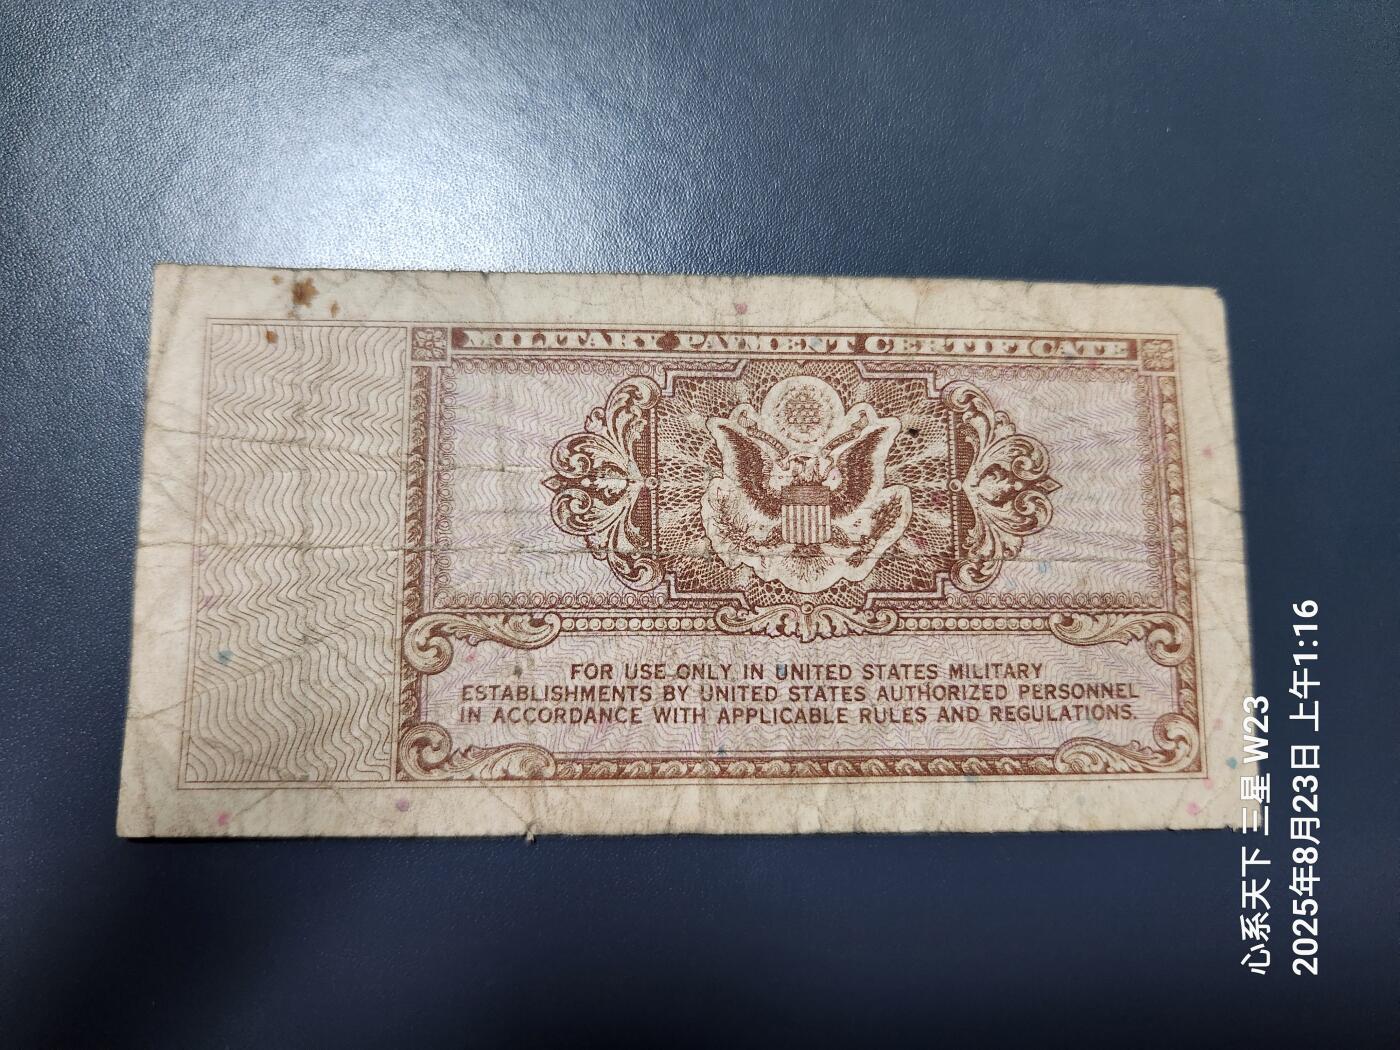 MILITARY PAYMENT CERTIFICATE
FOR USE ONLY IN UNITED STATES MILITARY
ESTABLISHMENTS BY UNITED STATES AUTHORIZED PERSONNEL
IN ACCORDANCE WITH APPLICABLE RULES AND REGULATIONS.
心系天下 三星 W23
2025年8月23日 上午1:16